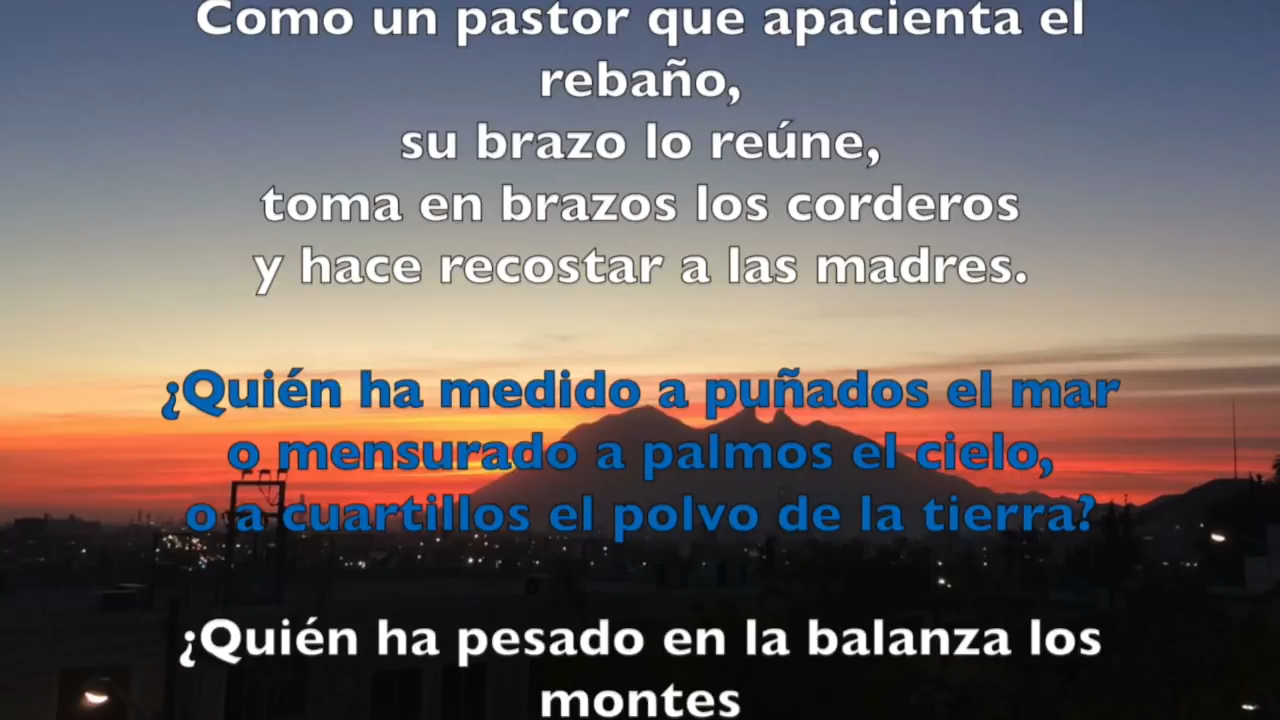 Como un pastor que apacienta el
rebaño,
su brazo lo reúne,
toma en brazos los corderos
y hace recostar a las madres.
¿Quién ha medido a puñados el mar
o mensurado a palmos el cielo,
o a cuartillos el polvo de la tierra?
¿Quién ha pesado en la balanza los
montes